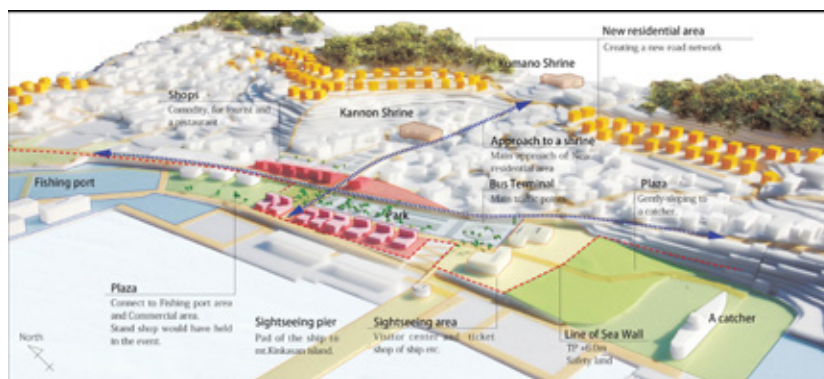 New residential area
Creating a new road network
Kumano Shrine
Shops
Comodity, for tourist and
a restaurant
Kannon Shrine
Approach to a shrine
Main approach of New
residential area
Bus Terminal
Main traffic points
Plaza
Gently-sloping to
a catcher.
Fishing port
Park
Plaza
Connect to Fishing port area
and Commercial area.
Stand shop would have held
in the event.
Sightseeing pier
Pad of the ship to
mt.Kinkasan island.
Sightseeing area
Visitor center and ticket
shop of ship etc.
Line of Sea Wall
TP +6.0m
Safety land
A catcher
North